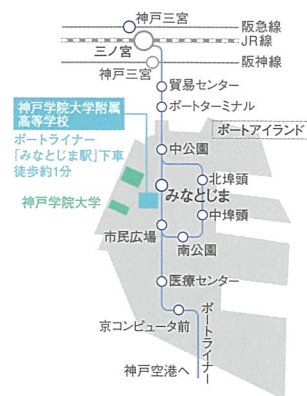 神戸三宮
阪急線
JR線
三ノ宮
阪神線
神戸三宮
貿易センター
ポートターミナル
神戸学院大学附属
高等学校
ポートライナー
「みなとじま駅」下車
徒歩約1分
ポートアイランド
中公園
北埠頭
みなとじま
神戸学院大学
中埠頭
市民広場
南公園
医療センター
ポートライナー
京コンピュータ前
神戸空港へ